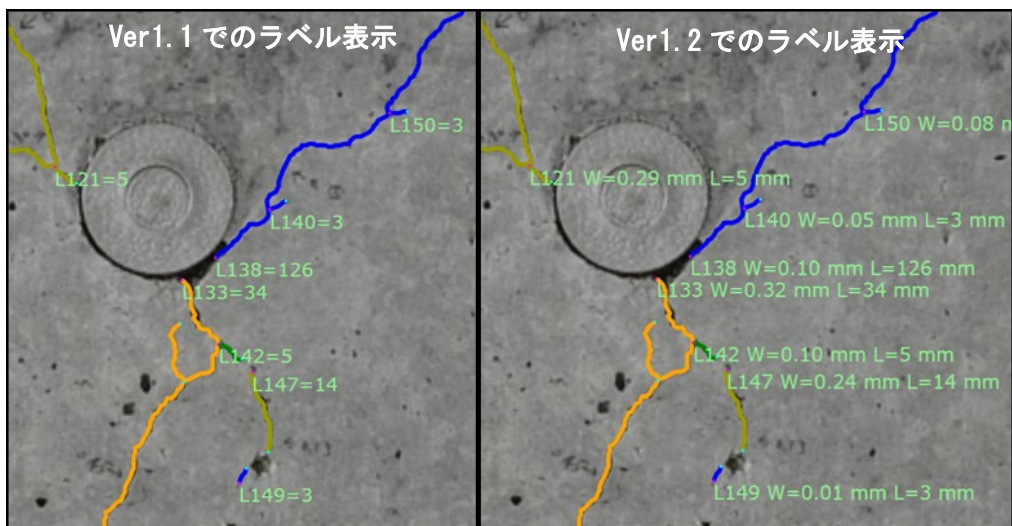 Ver1.1 でのラベル表示
L150=3
L121=5
L140=3
L138=126
L133=34
L142=5
L147=14
L149=3
Ver1.2 でのラベル表示
L150 W=0.08 m
L121 W=0.29 mm L=5 mm
L140 W=0.05 mm L=3 mm
L138 W=0.10 mm L=126 mm
L133 W=0.32 mm L=34 mm
L142 W=0.10 mm L=5 mm
L147 W=0.24 mm L=14 mm
L149 W=0.01 mm L=3 mm